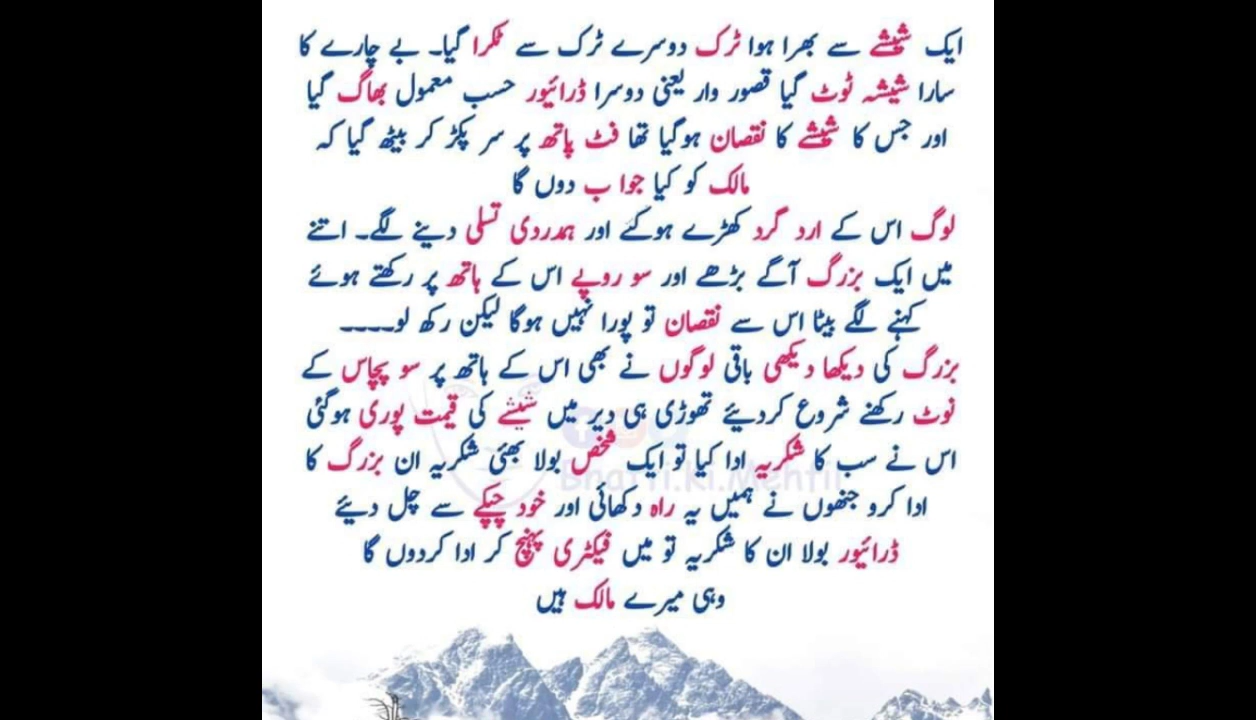 ایک شیشے سے بھرا ہوا ٹرک دوسرے ٹرک سے ٹکرا گیا۔ بے چارے کا
سارا شیشہ ٹوٹ گیا قصور وار یعنی دوسرا ڈرائیور حسب معمول بھاگ گیا
اور جس کا شیشے کا نقصان ہوگیا تھا فٹ پاتھ پر سر پکڑ کر بیٹھ گیا کہ
مالک کو کیا جواب دوں گا
لوگ اس کے ارد گرد کھڑے ہوگئے اور ہمدردی تسلی دینے لگے۔ اتنے
میں ایک بزرگ آگے بڑھے اور سو روپے اس کے ہاتھ پر رکھتے ہوئے
کہنے لگے بیٹا اس سے نقصان تو پورا نہیں ہوگا لیکن رکھ لو۔۔۔۔
بزرگ کی دیکھا دیکھی باقی لوگوں نے بھی اس کے ہاتھ پر سو پچاس کے
نوٹ رکھنے شروع کردیئے تھوڑی ہی دیر میں شیشے کی قیمت پوری ہوگئی
اس نے سب کا شکریہ ادا کیا تو ایک شخص بولا بھئی شکریہ ان بزرگ کا
ادا کرو جنھوں نے ہمیں یہ راہ دکھائی اور خود چپکے سے چل دیئے
ڈرائیور بولا ان کا شکریہ تو میں فیکٹری پہنچ کر ادا کردوں گا
وہی میرے مالک ہیں
Bhatti.Ki.Mehfil